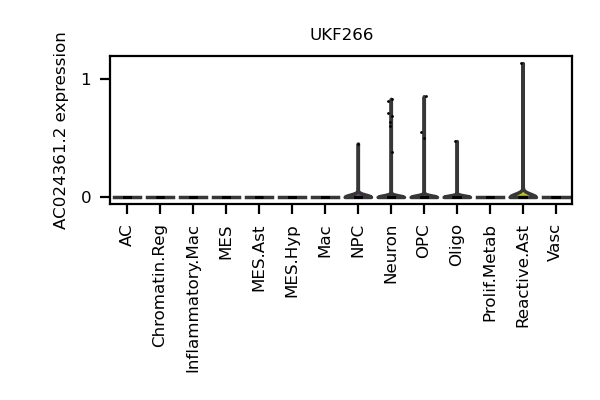 UKF266
AC024361.2 expression
1
0
AC
Chromatin.Reg
Inflammatory.Mac
MES
MES.Ast
MES.Hyp
Mac
NPC
Neuron
OPC
Oligo
Prolif.Metab
Reactive.Ast
Vasc